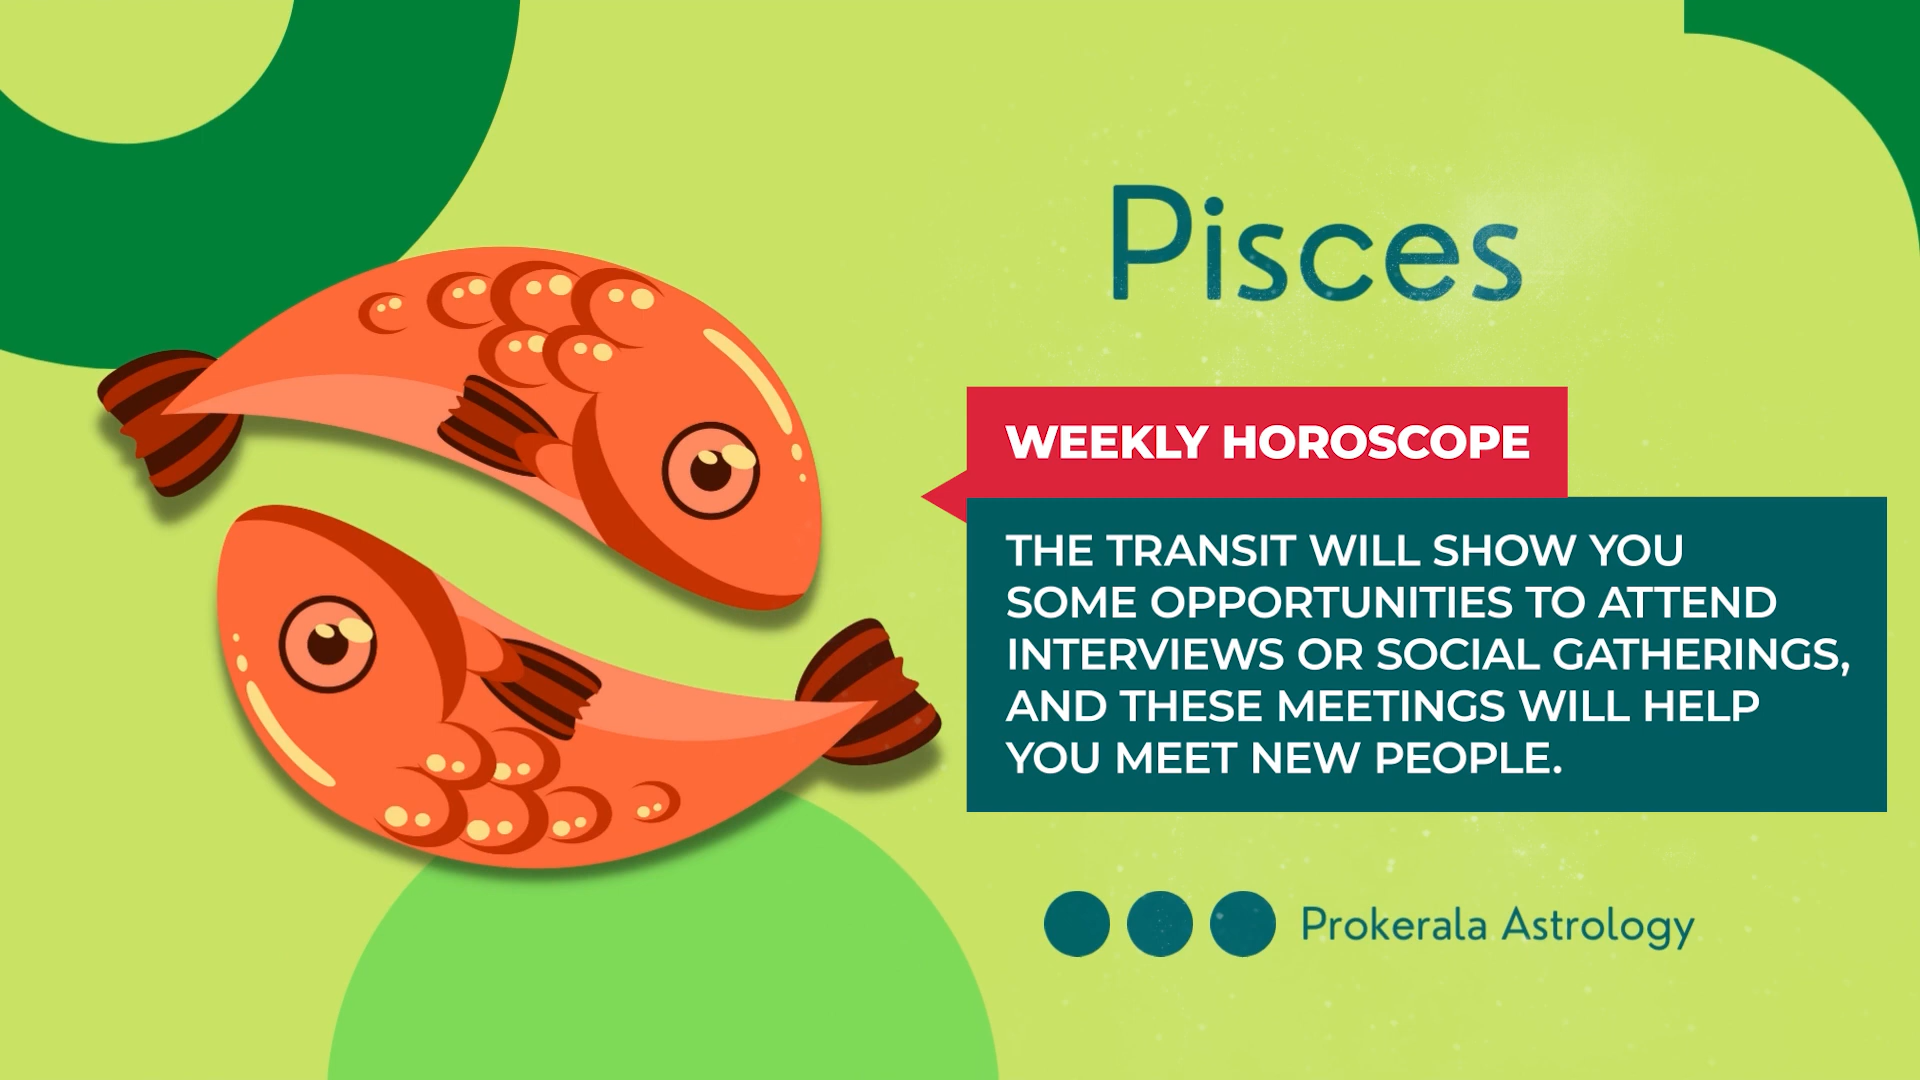 Pisces
WEEKLY HOROSCOPE
THE TRANSIT WILL SHOW YOU
SOME OPPORTUNITIES TO ATTEND
INTERVIEWS OR SOCIAL GATHERINGS,
AND THESE MEETINGS WILL HELP
YOU MEET NEW PEOPLE.
Prokerala Astrology